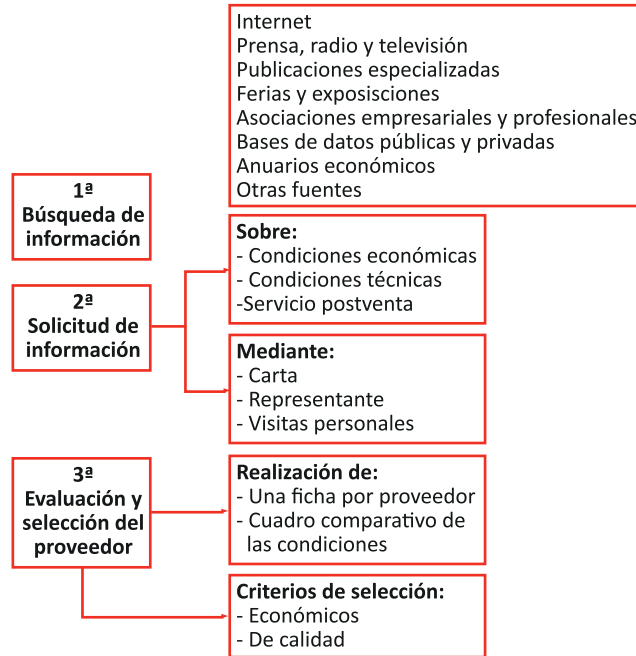 Internet
Prensa, radio y televisión
Publicaciones especializadas
Ferias y exposisciones
Asociaciones empresariales y profesionales
Bases de datos públicas y privadas
Anuarios económicos
Otras fuentes
1ª
Búsqueda de
información
2ª
Solicitud de
información
Sobre:
- Condiciones económicas
- Condiciones técnicas
-Servicio postventa
Mediante:
- Carta
- Representante
- Visitas personales
3ª
Evaluación y
selección del
proveedor
Realización de:
- Una ficha por proveedor
- Cuadro comparativo de
las condiciones
Criterios de selección:
- Económicos
- De calidad